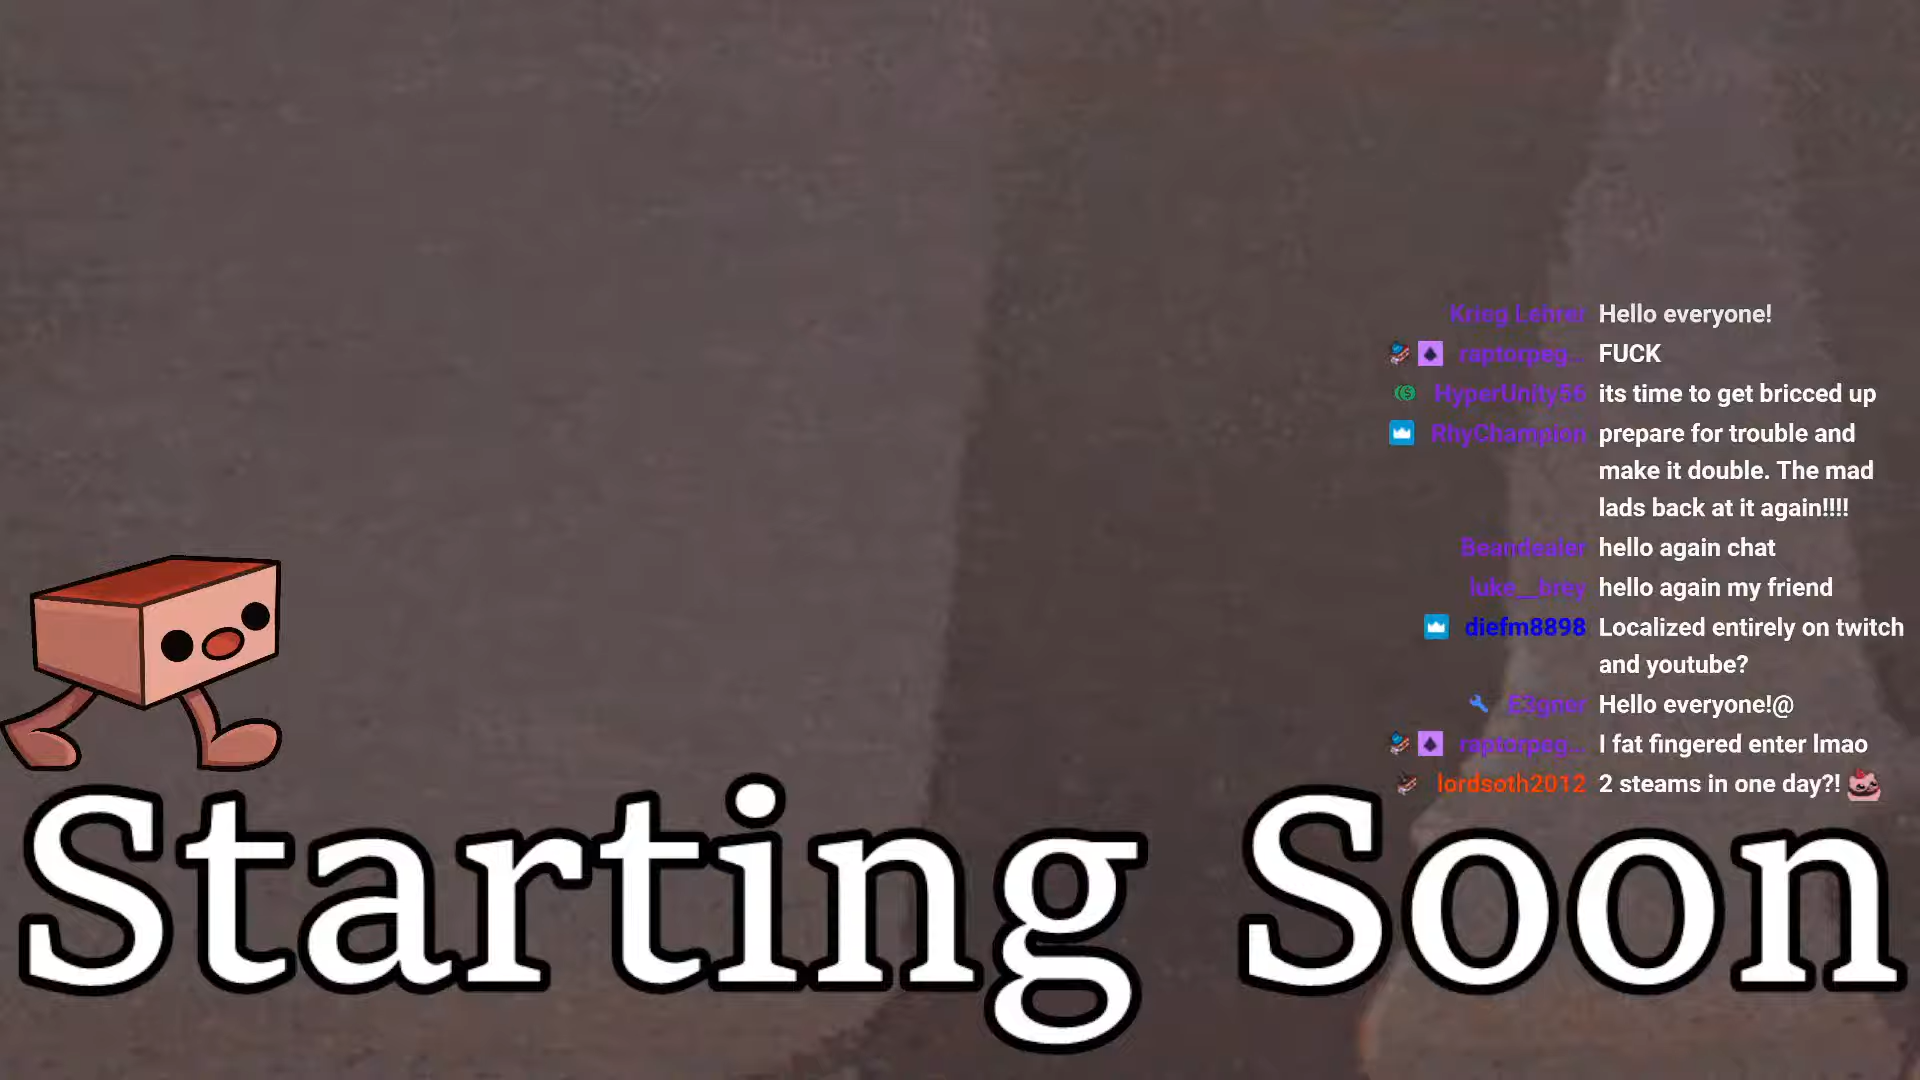 Krieg Lehrer Hello everyone!
raptorpeg... FUCK
HyperUnity56 its time to get bricced up
RhyChampion prepare for trouble and
make it double. The mad
lads back at it again!!!!
Beandealer hello again chat
luke__brey hello again my friend
diefm8898 Localized entirely on twitch
and youtube?
E3gner Hello everyone!@
raptorpeg... I fat fingered enter lmao
lordsoth2012 2 steams in one day?!
Starting Soon